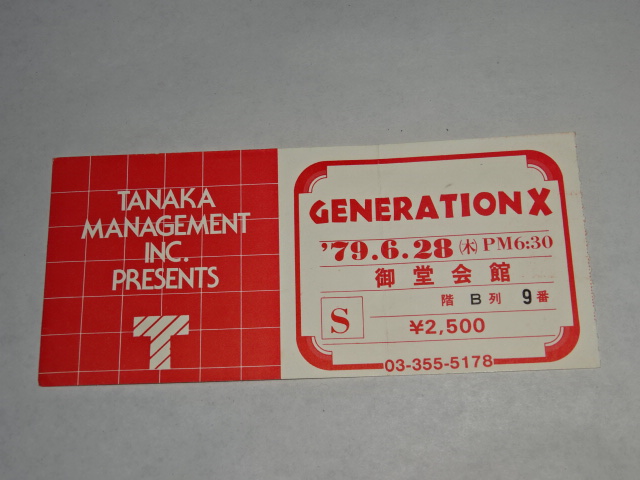 TANAKA
MANAGEMENT
INC.
PRESENTS
T
GENERATION X
'79.6.28 (木) PM6:30
御堂会館
S
階 B 列 9 番
¥2,500
03-355-5178